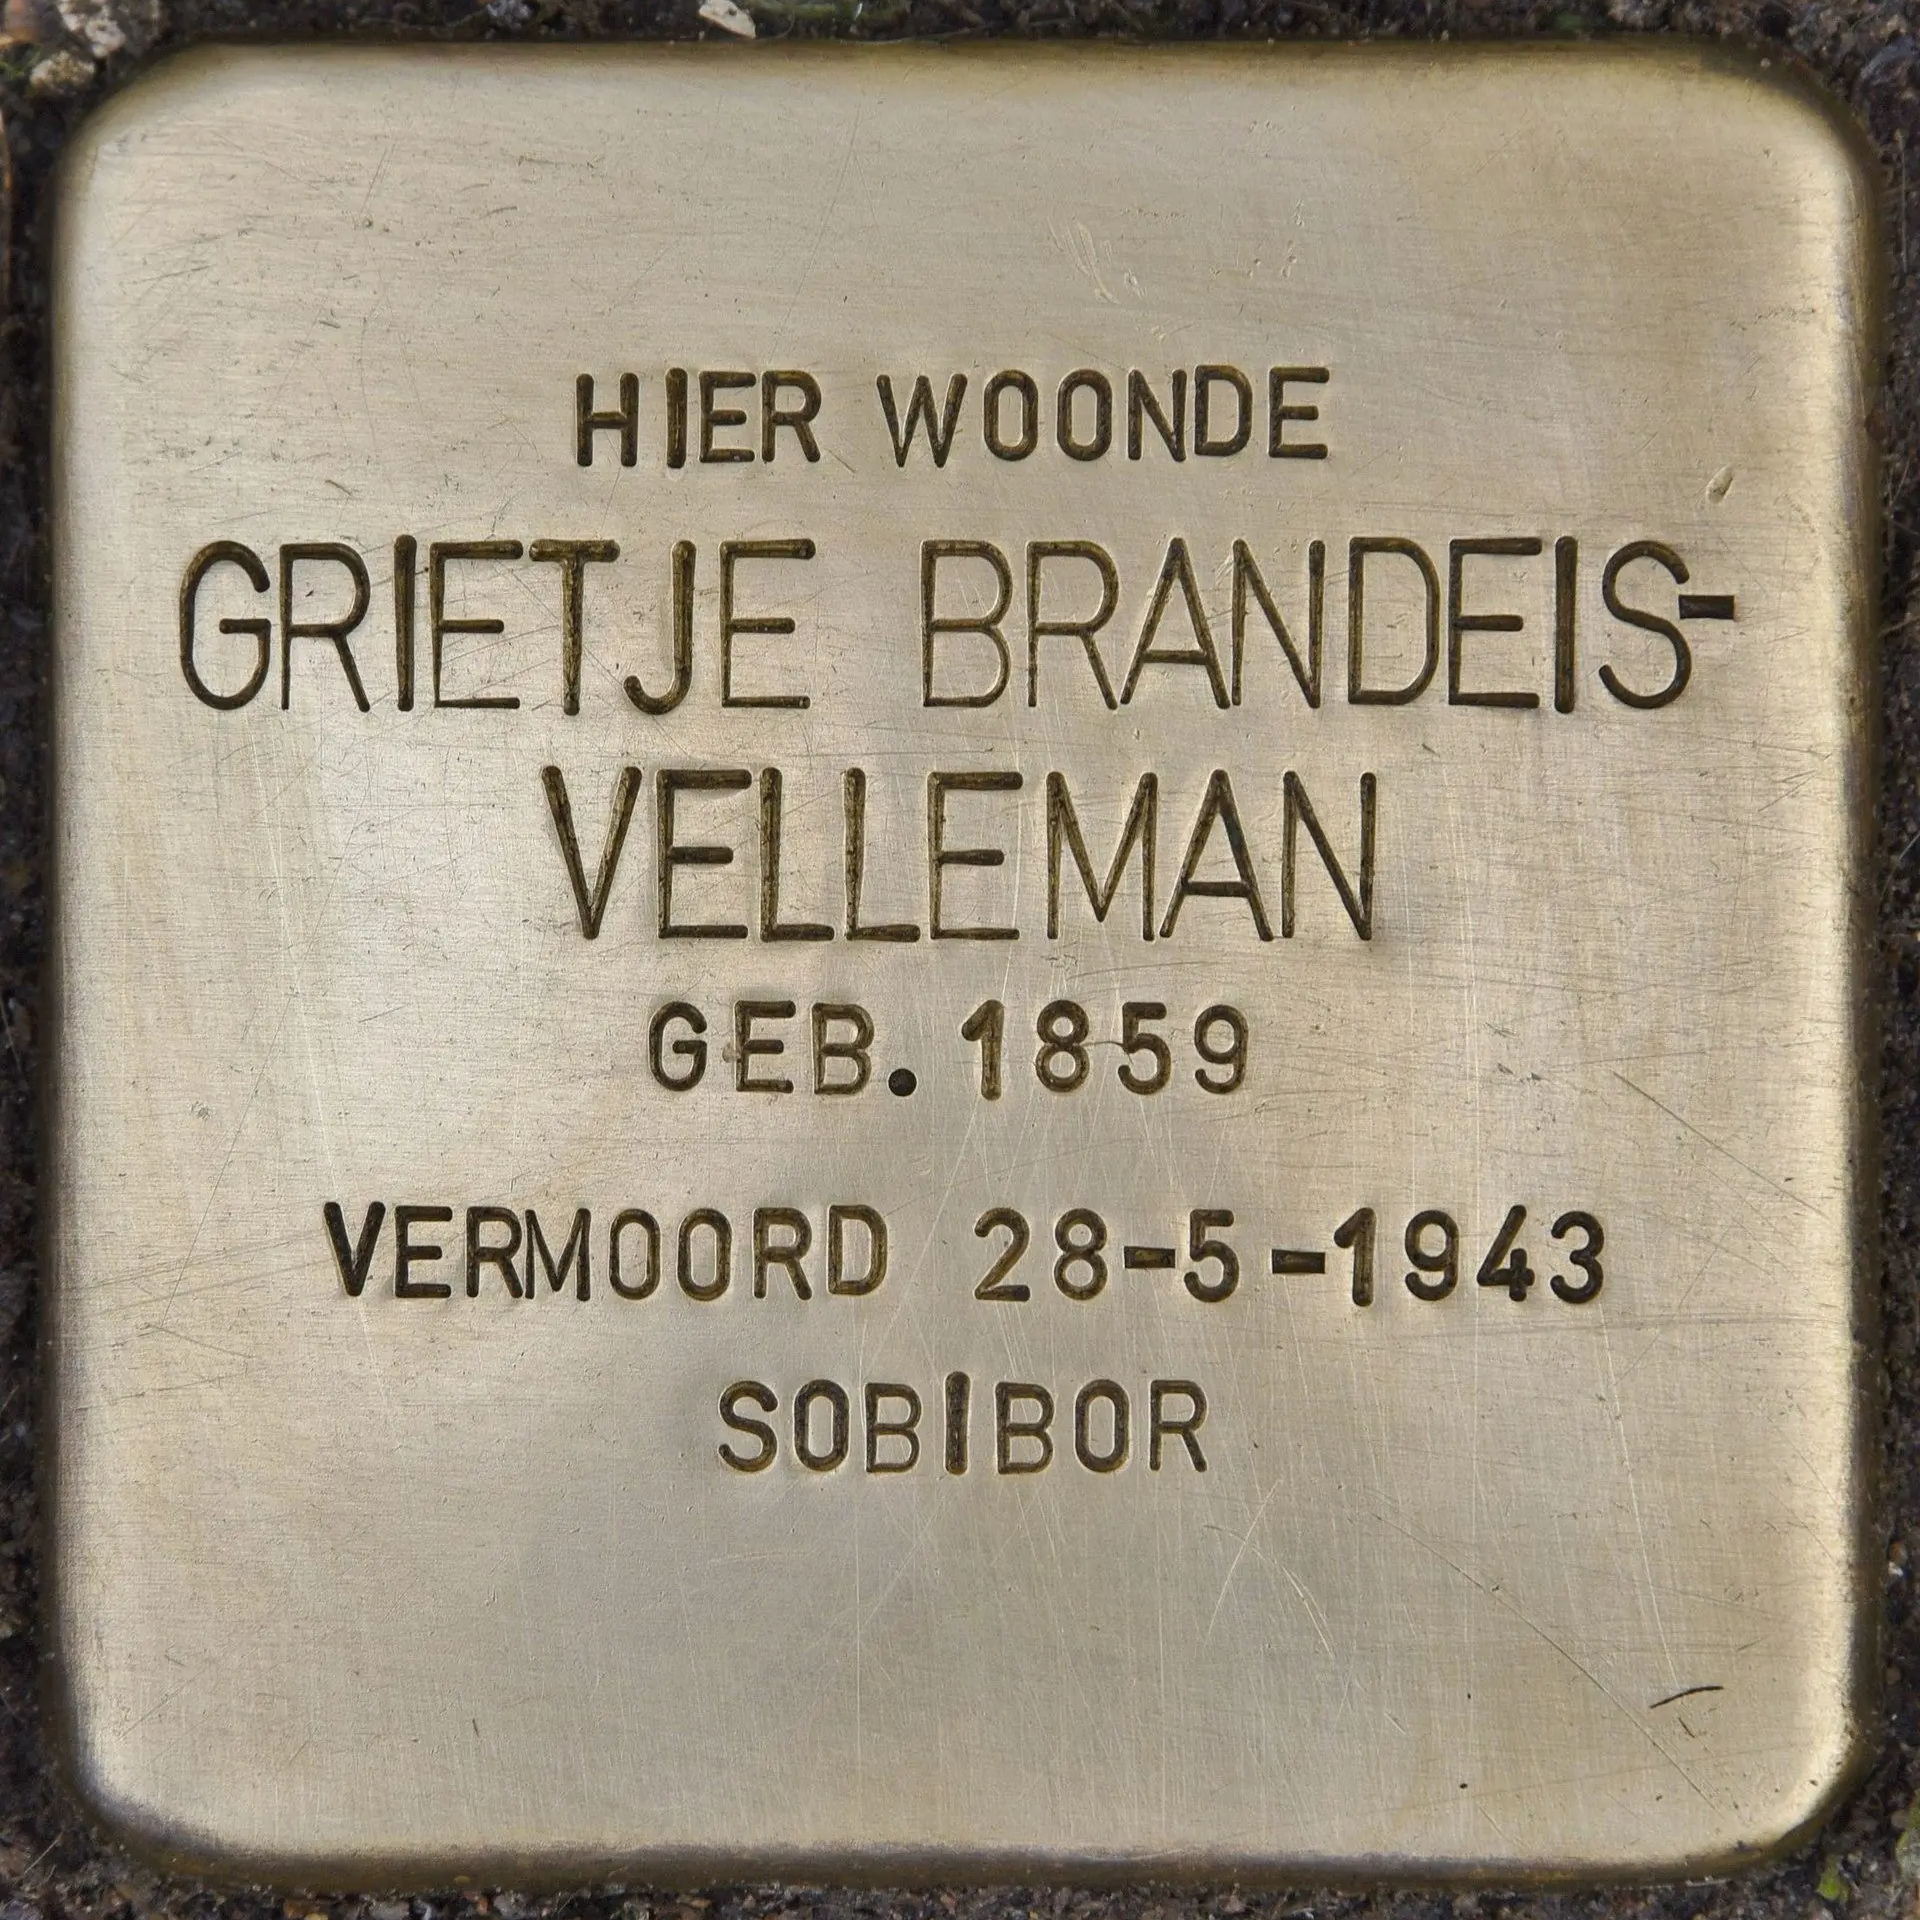 HIER WOONDE
GRIETJE BRANDEIS-
VELLEMAN
GEB. 1859
VERMOORD 28-5-1943
SOBIBOR